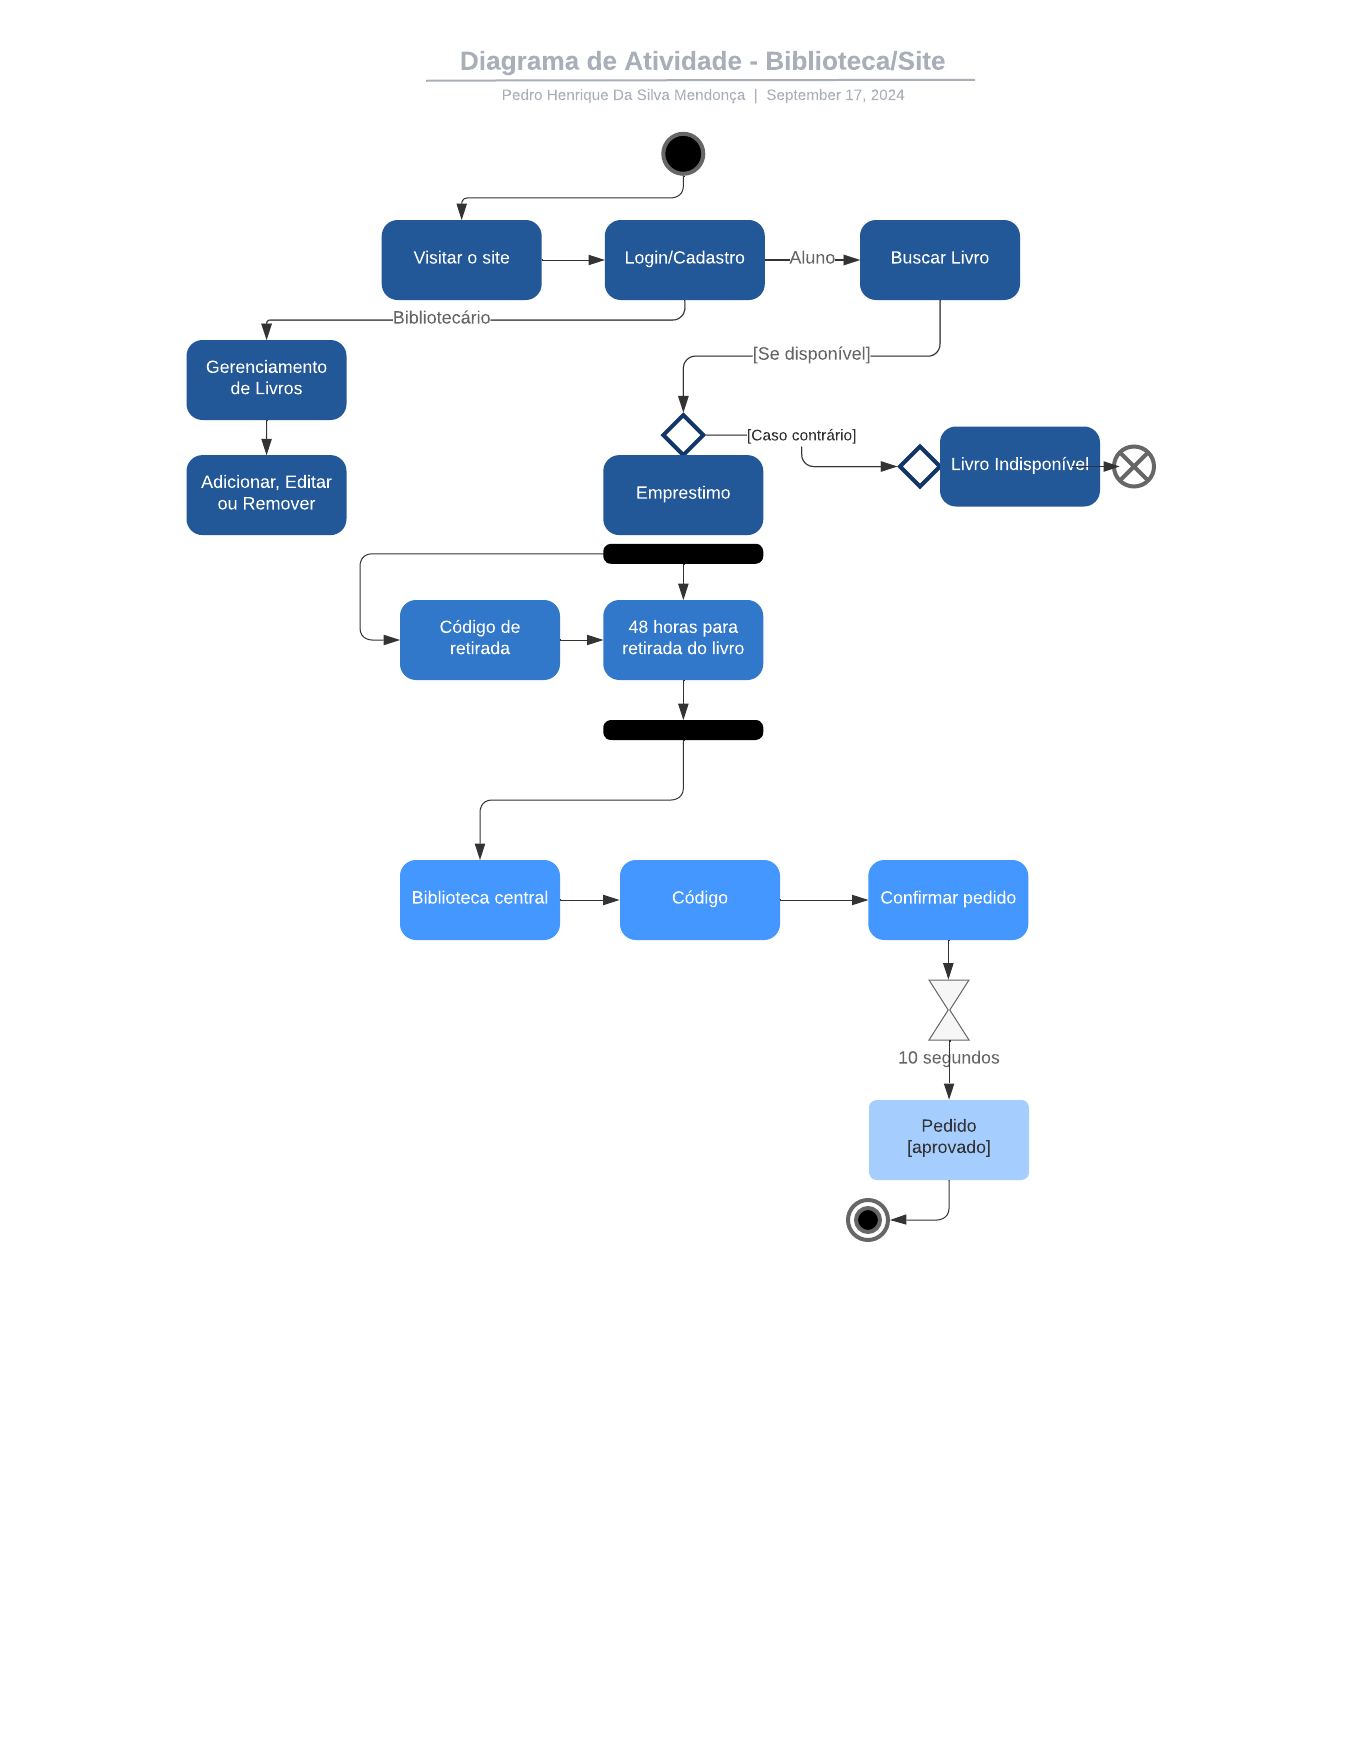 Diagrama de Atividade - Biblioteca/Site
Pedro Henrique Da Silva Mendonça | September 17, 2024
Visitar o site
Login/Cadastro
Aluno
Buscar Livro
Bibliotecário
Gerenciamento
de Livros
[Se disponível]
[Caso contrário]
Livro Indisponível
Adicionar, Editar
ou Remover
Emprestimo
Código de
retirada
48 horas para
retirada do livro
Biblioteca central
Código
Confirmar pedido
10 segundos
Pedido
[aprovado]